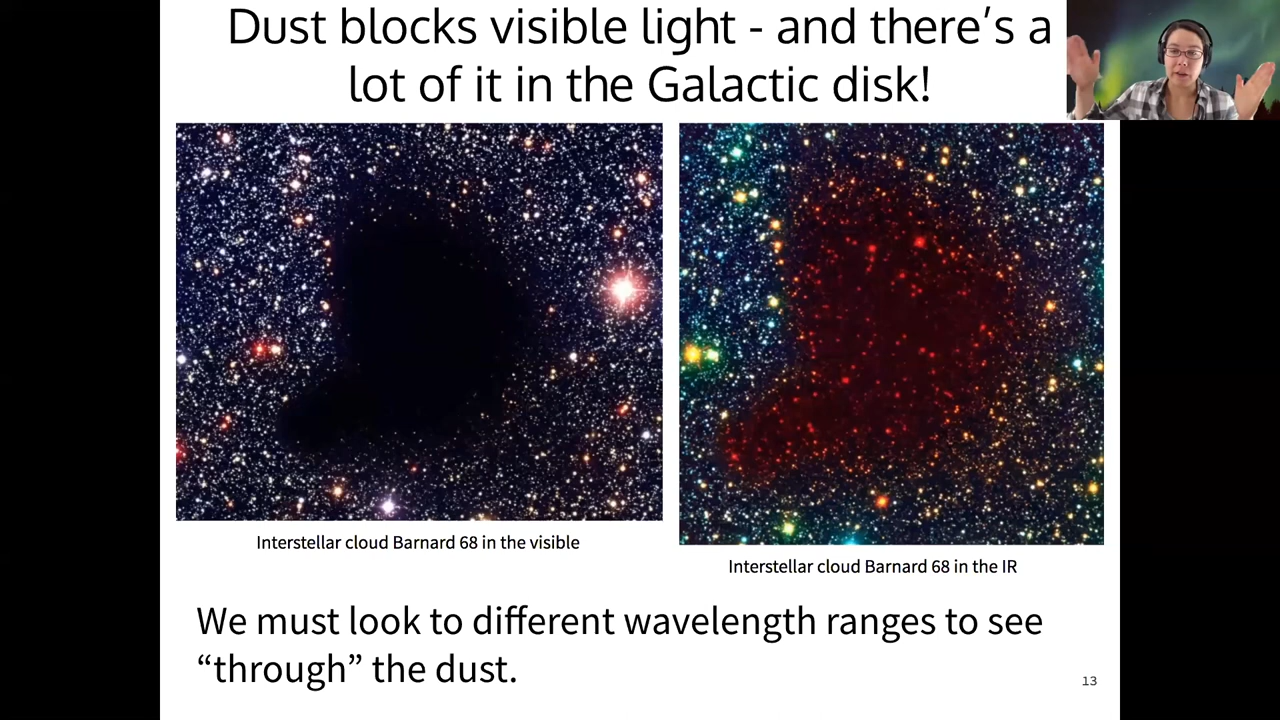 Dust blocks visible light - and there’s a
lot of it in the Galactic disk!
Interstellar cloud Barnard 68 in the visible
Interstellar cloud Barnard 68 in the IR
We must look to different wavelength ranges to see
“through” the dust.
13